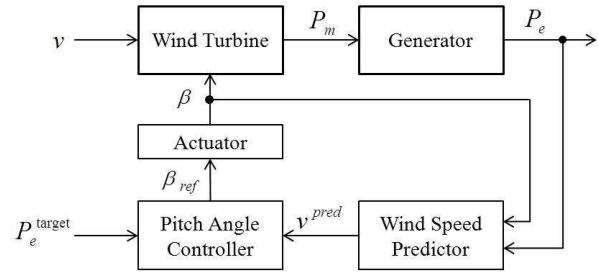 v
Wind Turbine
P_m
Generator
P_e
β
Actuator
β_ref
P_e^target
Pitch Angle
Controller
v^pred
Wind Speed
Predictor